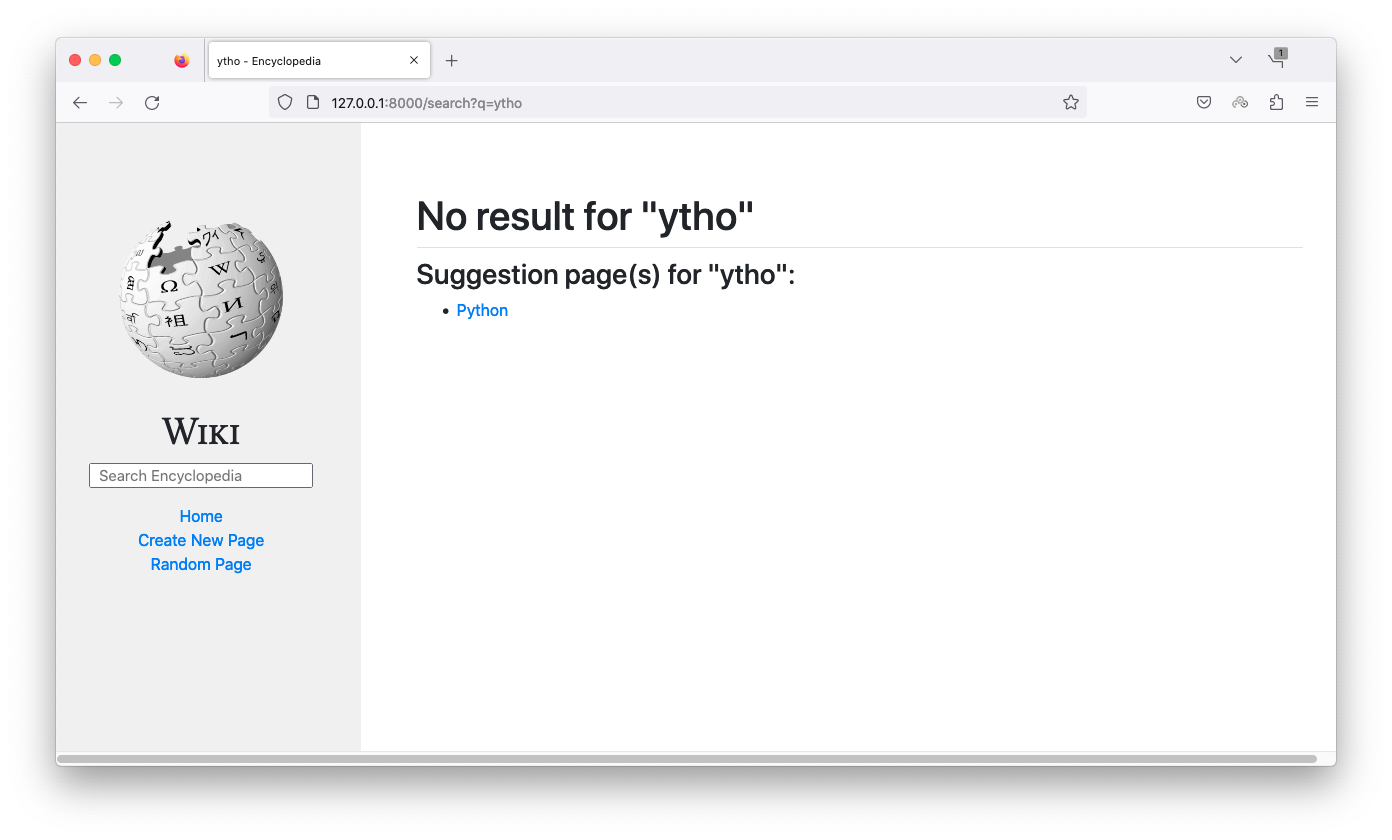 ytho - Encyclopedia
1
127.0.0.1:8000/search?q=ytho
WIKI
Search Encyclopedia
Home
Create New Page
Random Page
No result for "ytho"
Suggestion page(s) for "ytho":
• Python
Ω
W
И
祖